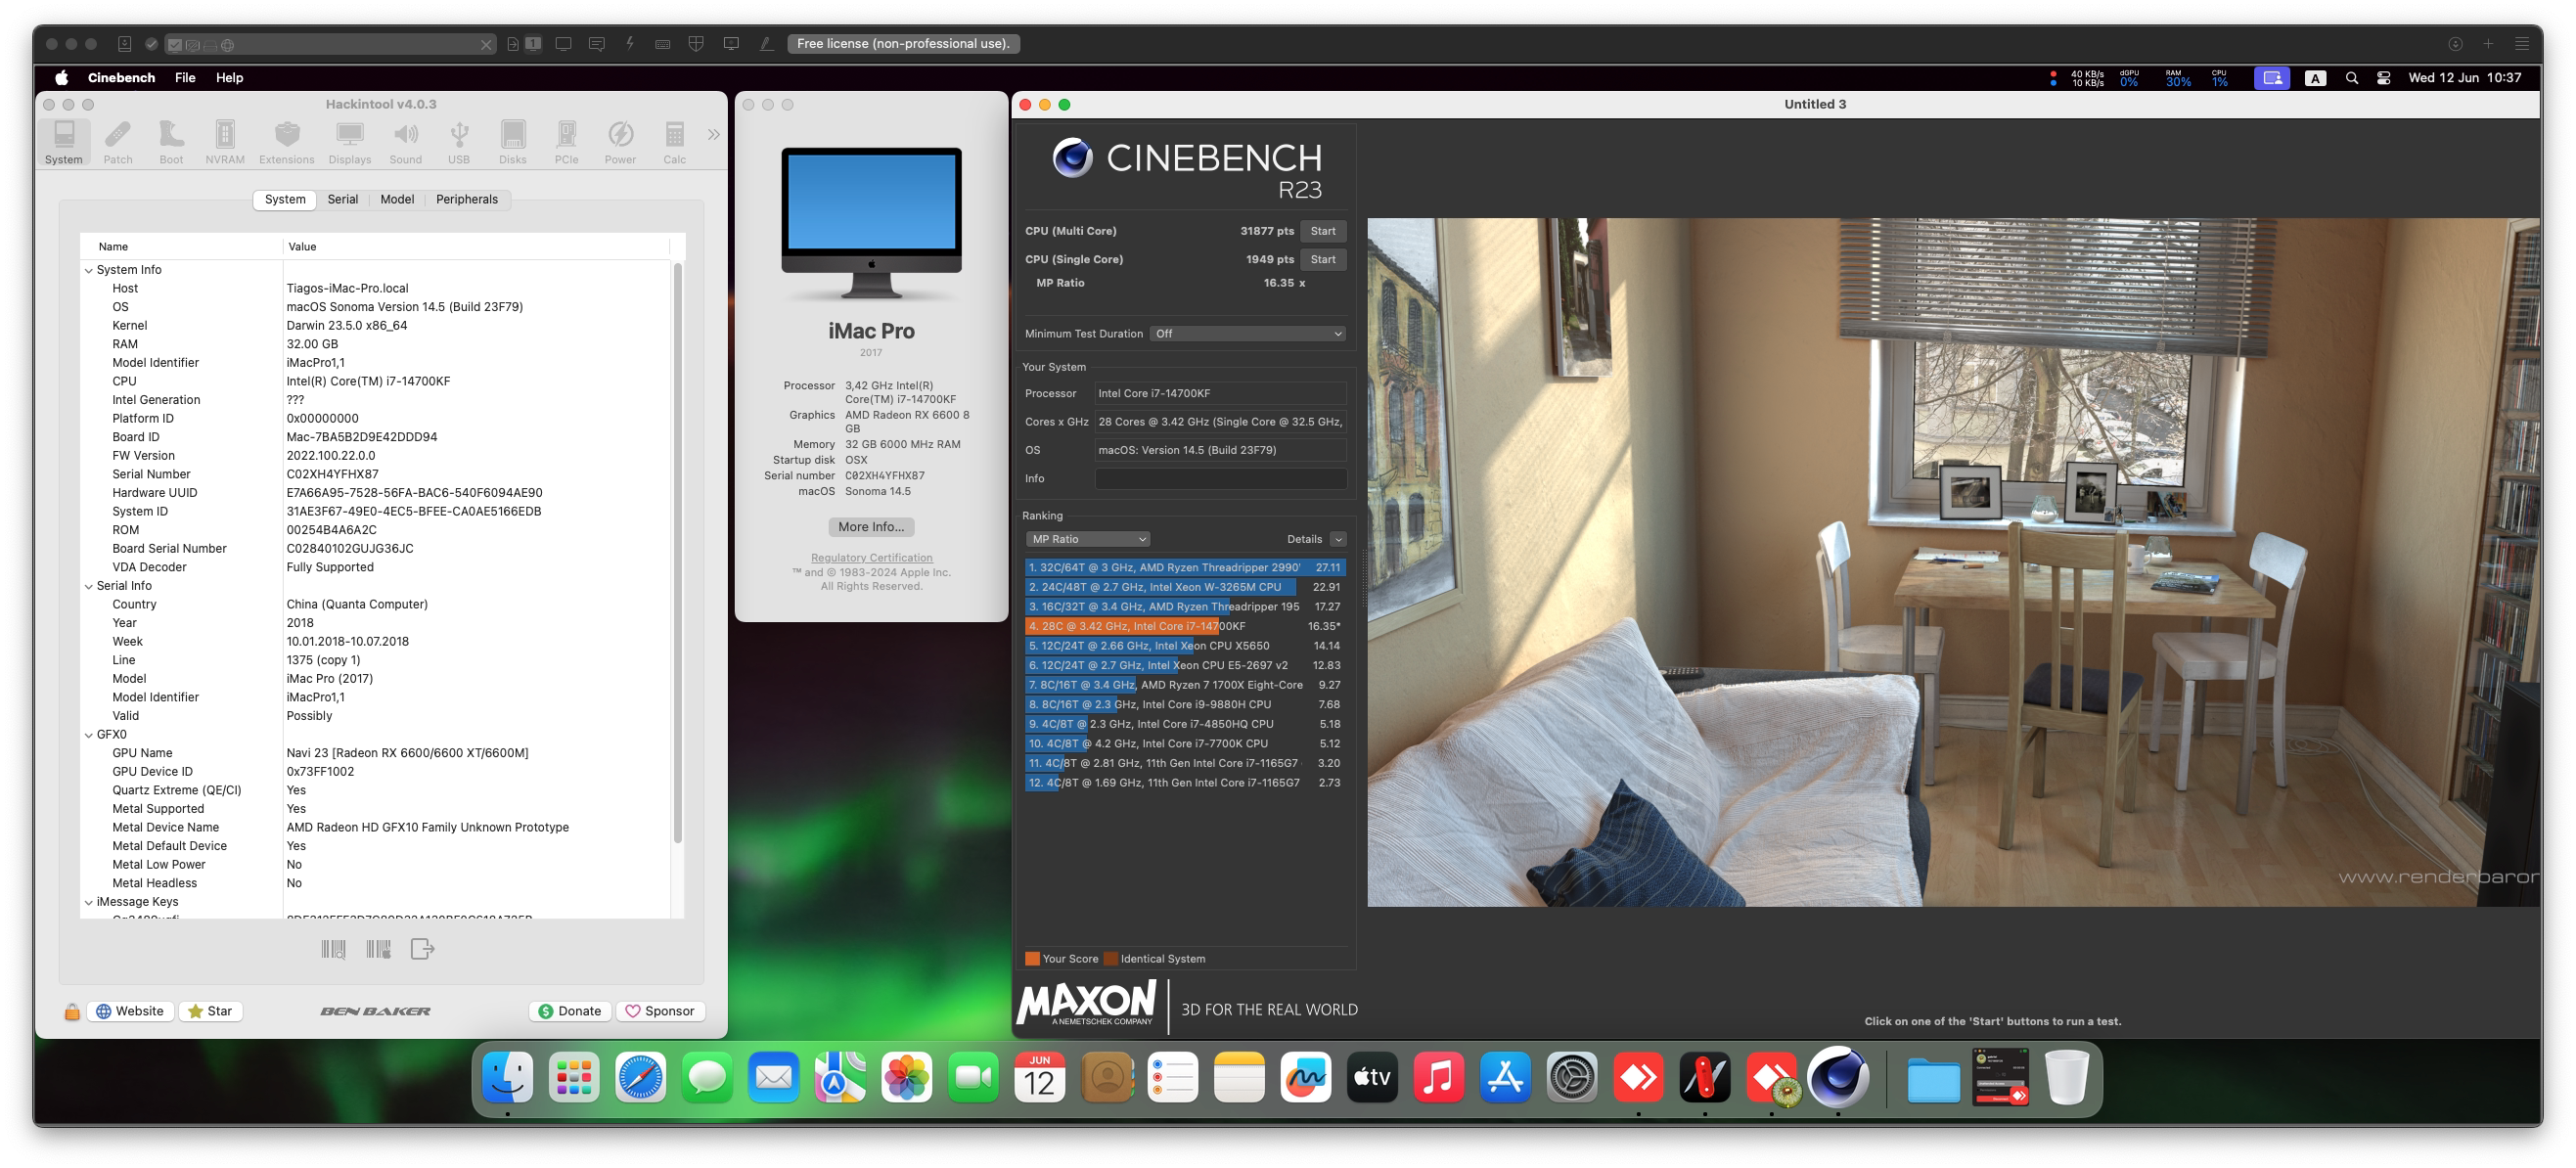 Free license (non-professional use).
1
Cinebench File Help
40 KB/s
10 KB/s
dGPU
0%
RAM
30%
CPU
1%
A
Wed 12 Jun 10:37
Hackintool v4.0.3
System Patch Boot NVRAM Extensions Displays Sound USB Disks PCIe Power Calc
System Serial Model Peripherals
Name Value
System Info
Host Tiagos-iMac-Pro.local
OS macOS Sonoma Version 14.5 (Build 23F79)
Kernel Darwin 23.5.0 x86_64
RAM 32.00 GB
Model Identifier iMacPro1,1
CPU Intel(R) Core(TM) i7-14700KF
Intel Generation ???
Platform ID 0x00000000
Board ID Mac-7BA5B2D9E42DDD94
FW Version 2022.100.22.0.0
Serial Number C02XH4YFHX87
Hardware UUID E7A66A95-7528-56FA-BAC6-540F6094AE90
System ID 31AE3F67-49E0-4EC5-BFEE-CA0AE5166EDB
ROM 00254B4A6A2C
Board Serial Number C02840102GUJG36JC
VDA Decoder Fully Supported
Serial Info
Country China (Quanta Computer)
Year 2018
Week 10.01.2018-10.07.2018
Line 1375 (copy 1)
Model iMac Pro (2017)
Model Identifier iMacPro1,1
Valid Possibly
GFX0
GPU Name Navi 23 [Radeon RX 6600/6600 XT/6600M]
GPU Device ID 0x73FF1002
Quartz Extreme (QE/CI) Yes
Metal Supported Yes
Metal Device Name AMD Radeon HD GFX10 Family Unknown Prototype
Metal Default Device Yes
Metal Low Power No
Metal Headless No
iMessage Keys
Website Star BEN BAKER Donate Sponsor
iMac Pro
2017
Processor 3,42 GHz Intel(R)
Core(TM) i7-14700KF
Graphics AMD Radeon RX 6600 8
GB
Memory 32 GB 6000 MHz RAM
Startup disk OSX
Serial number C02XH4YFHX87
macOS Sonoma 14.5
More Info...
Regulatory Certification
™ and © 1983-2024 Apple Inc.
All Rights Reserved.
Untitled 3
CINEBENCH
R23
CPU (Multi Core) 31877 pts Start
CPU (Single Core) 1949 pts Start
MP Ratio 16.35 x
Minimum Test Duration Off
Your System
Processor Intel Core i7-14700KF
Cores x GHz 28 Cores @ 3.42 GHz (Single Core @ 32.5 GHz,
OS macOS: Version 14.5 (Build 23F79)
Info
Ranking
MP Ratio Details
1. 32C/64T @ 3 GHz, AMD Ryzen Threadripper 2990' 27.11
2. 24C/48T @ 2.7 GHz, Intel Xeon W-3265M CPU 22.91
3. 16C/32T @ 3.4 GHz, AMD Ryzen Threadripper 195 17.27
4. 28C @ 3.42 GHz, Intel Core i7-14700KF 16.35*
5. 12C/24T @ 2.66 GHz, Intel Xeon CPU X5650 14.14
6. 12C/24T @ 2.7 GHz, Intel Xeon CPU E5-2697 v2 12.83
7. 8C/16T @ 3.4 GHz, AMD Ryzen 7 1700X Eight-Core 9.27
8. 8C/16T @ 2.3 GHz, Intel Core i9-9880H CPU 7.68
9. 4C/8T @ 2.3 GHz, Intel Core i7-4850HQ CPU 5.18
10. 4C/8T @ 4.2 GHz, Intel Core i7-7700K CPU 5.12
11. 4C/8T @ 2.81 GHz, 11th Gen Intel Core i7-1165G7 3.20
12. 4C/8T @ 1.69 GHz, 11th Gen Intel Core i7-1165G7 2.73
Your Score Identical System
MAXON
A NEMETSCHEK COMPANY
3D FOR THE REAL WORLD
www.renderbaron
Click on one of the 'Start' buttons to run a test.
JUN
12
tv